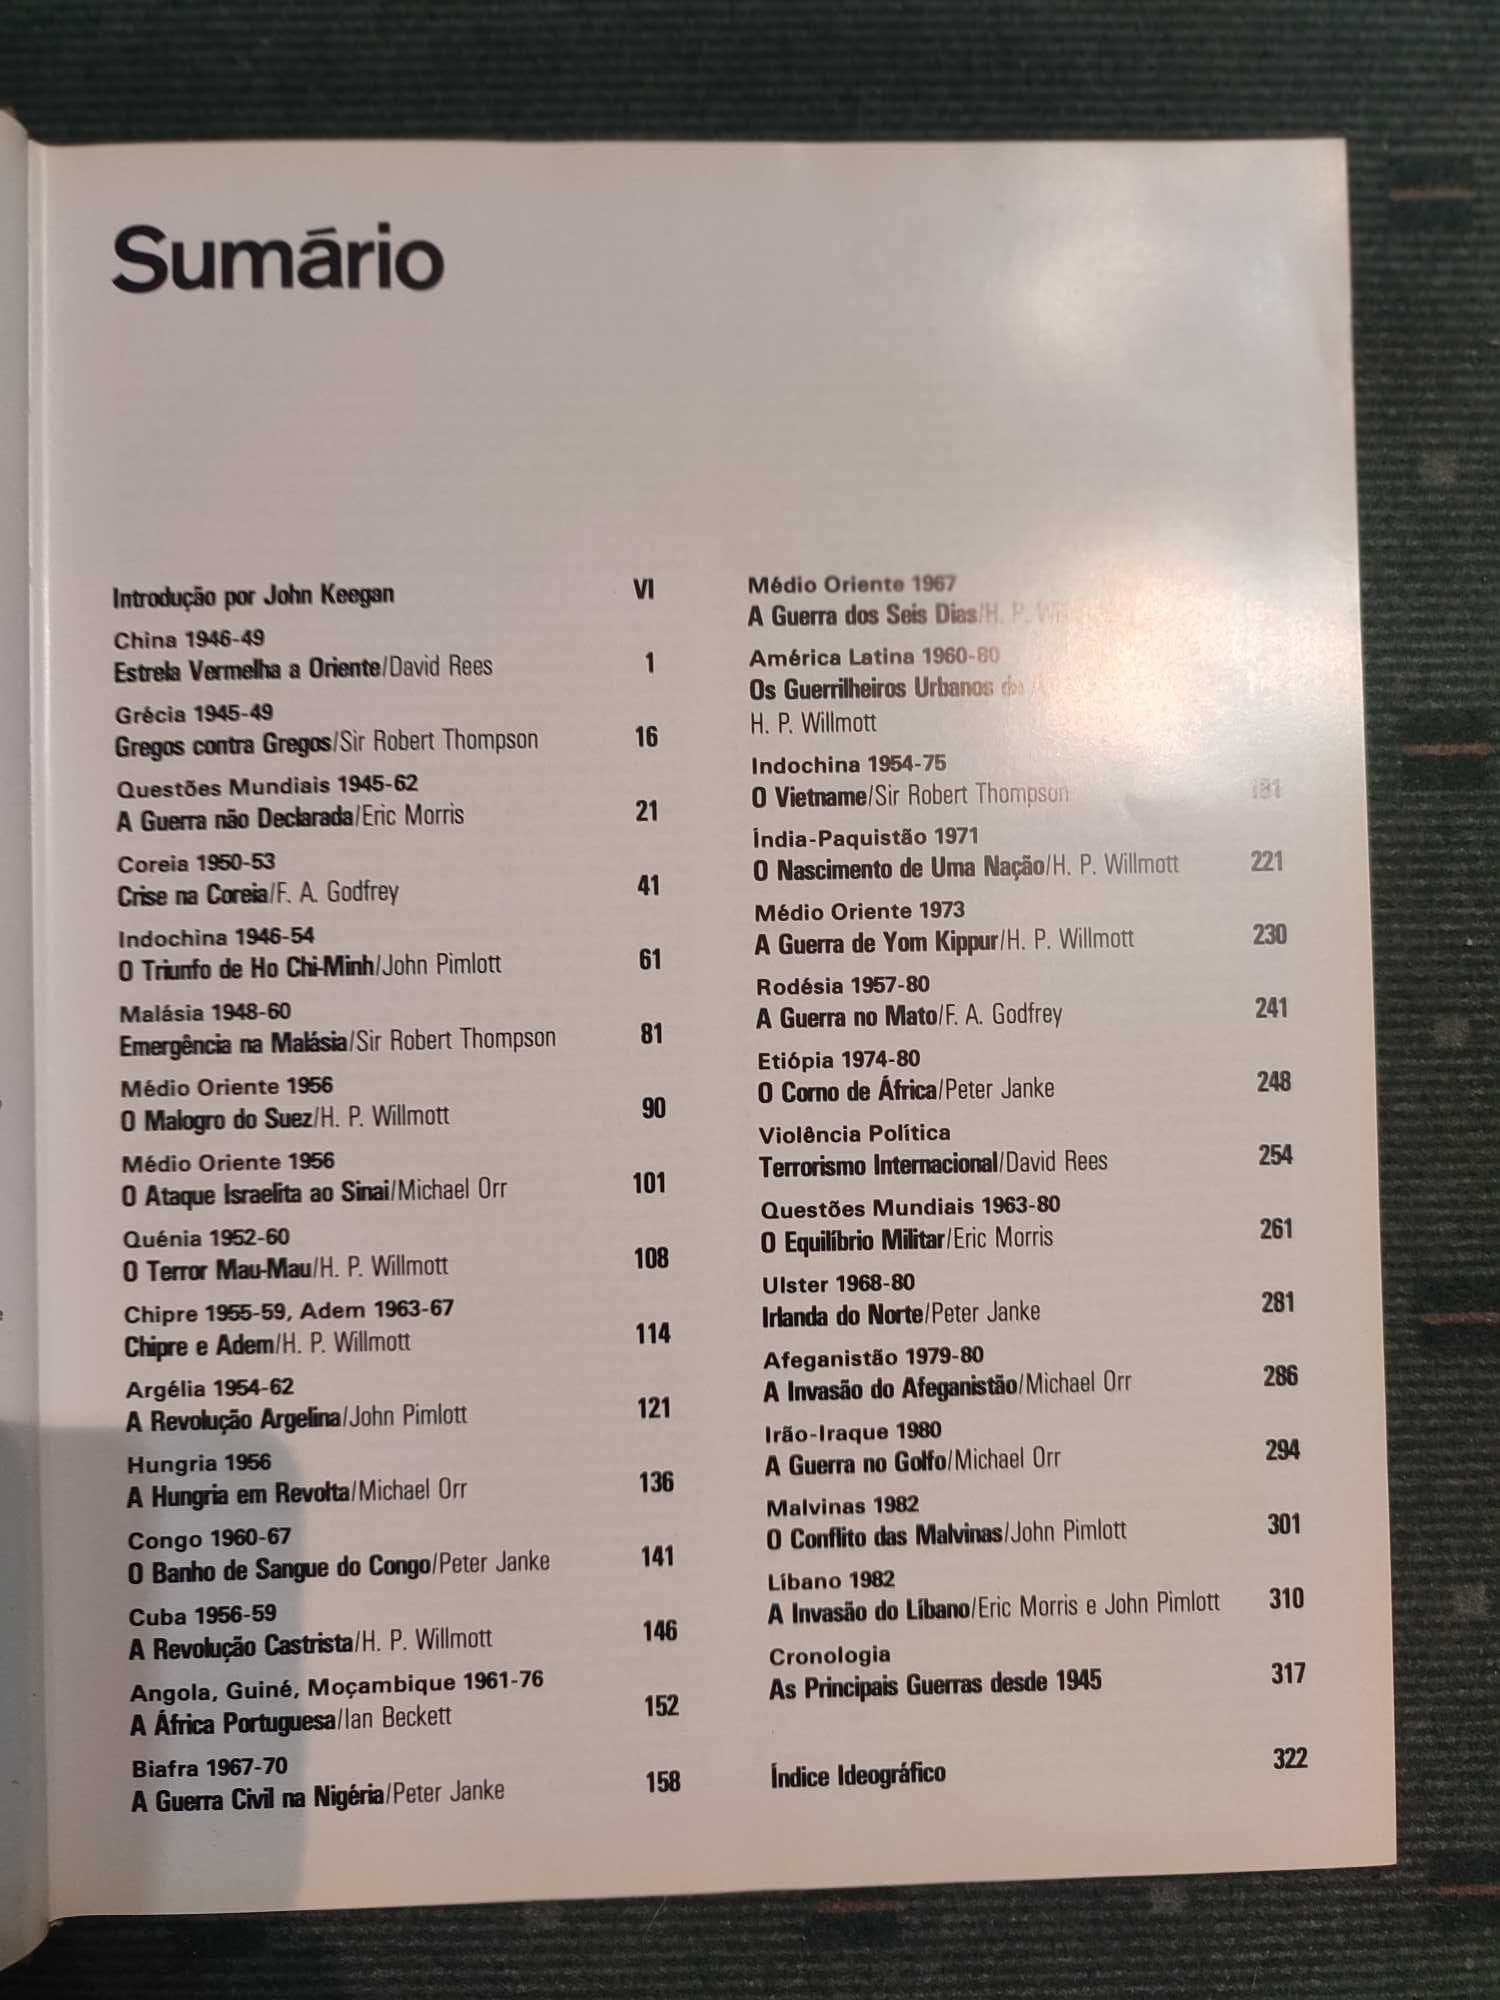 Sumário
Introdução por John Keegan VI
China 1946-49
Estrela Vermelha a Oriente/David Rees 1
Grécia 1945-49
Gregos contra Gregos/Sir Robert Thompson 16
Questões Mundiais 1945-62
A Guerra não Declarada/Eric Morris 21
Coreia 1950-53
Crise na Coreia/F. A. Godfrey 41
Indochina 1946-54
O Triunfo de Ho Chi-Minh/John Pimlott 61
Malásia 1948-60
Emergência na Malásia/Sir Robert Thompson 81
Médio Oriente 1956
O Malogro do Suez/H. P. Willmott 90
Médio Oriente 1956
O Ataque Israelita ao Sinai/Michael Orr 101
Quénia 1952-60
O Terror Mau-Mau/H. P. Willmott 108
Chipre 1955-59, Adem 1963-67
Chipre e Adem/H. P. Willmott 114
Argélia 1954-62
A Revolução Argelina/John Pimlott 121
Hungria 1956
A Hungria em Revolta/Michael Orr 136
Congo 1960-67
O Banho de Sangue do Congo/Peter Janke 141
Cuba 1956-59
A Revolução Castrista/H. P. Willmott 146
Angola, Guiné, Moçambique 1961-76
A África Portuguesa/Ian Beckett 152
Biafra 1967-70
A Guerra Civil na Nigéria/Peter Janke 158
Médio Oriente 1967
A Guerra dos Seis Dias/H. P.
América Latina 1960-80
Os Guerrilheiros Urbanos
H. P. Willmott
Indochina 1954-75
O Vietname/Sir Robert Thompson 181
Índia-Paquistão 1971
O Nascimento de Uma Nação/H. P. Willmott 221
Médio Oriente 1973
A Guerra de Yom Kippur/H. P. Willmott 230
Rodésia 1957-80
A Guerra no Mato/F. A. Godfrey 241
Etiópia 1974-80
O Corno de África/Peter Janke 248
Violência Política
Terrorismo Internacional/David Rees 254
Questões Mundiais 1963-80
O Equilíbrio Militar/Eric Morris 261
Ulster 1968-80
Irlanda do Norte/Peter Janke 281
Afeganistão 1979-80
A Invasão do Afeganistão/Michael Orr 286
Irão-Iraque 1980
A Guerra no Golfo/Michael Orr 294
Malvinas 1982
O Conflito das Malvinas/John Pimlott 301
Líbano 1982
A Invasão do Líbano/Eric Morris e John Pimlott 310
Cronologia
As Principais Guerras desde 1945 317
Índice Ideográfico 322